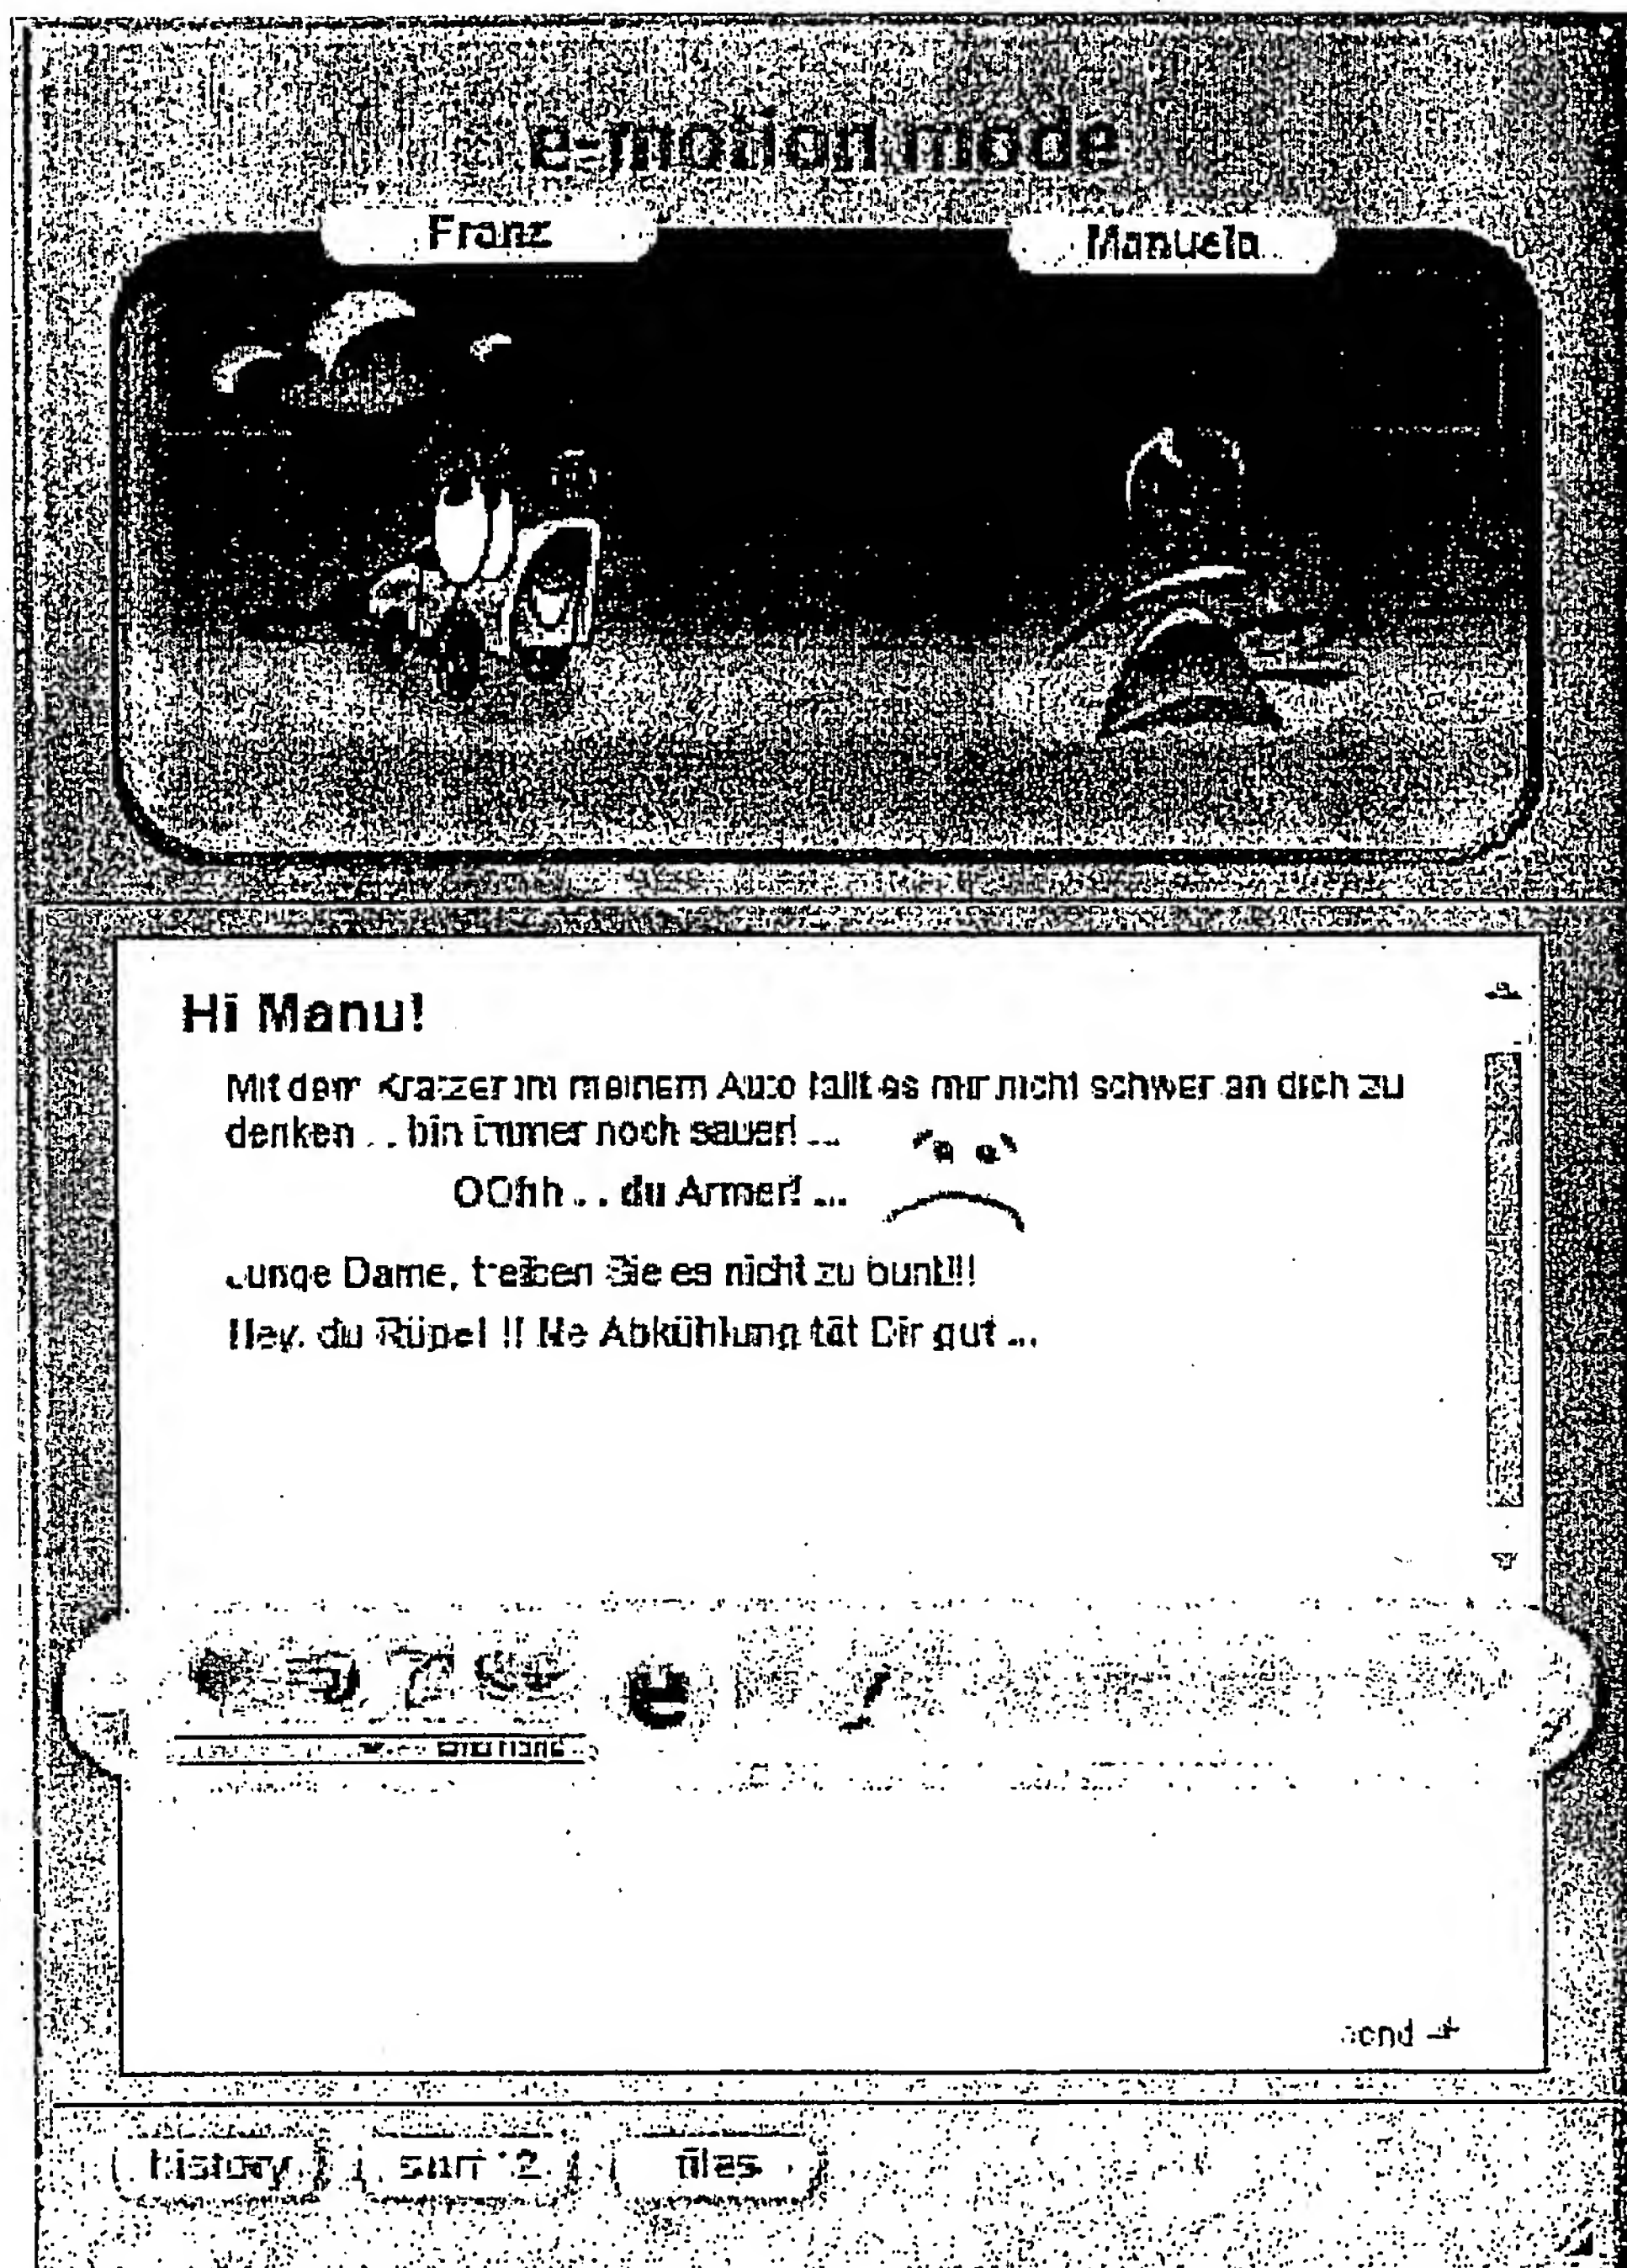 e-motion mode
Franz
Manuela
Hi Manu!
Mit dem Kratzer im meinem Auto fällt es mir nicht schwer an dich zu
denken .. bin immer noch sauer! ...
OOhh .. du Armer! ...
Junge Dame, treiben Sie es nicht zu bunt!!!
Hey, du Rüpel !! Ne Abkühlung tät Dir gut ...
e
emotions
send
history
files